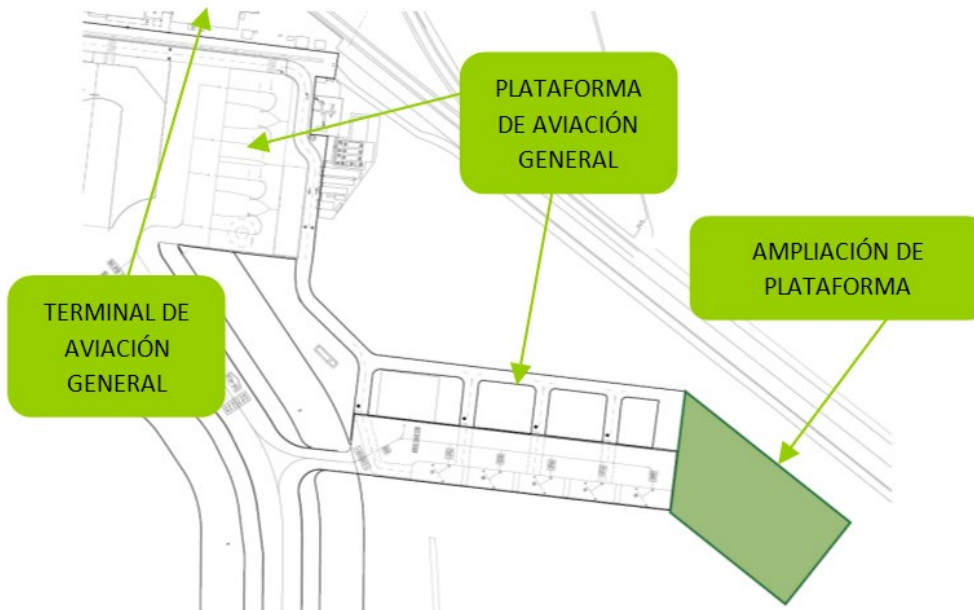 PLATAFORMA
DE AVIACIÓN
GENERAL
AMPLIACIÓN DE
PLATAFORMA
TERMINAL DE
AVIACIÓN
GENERAL